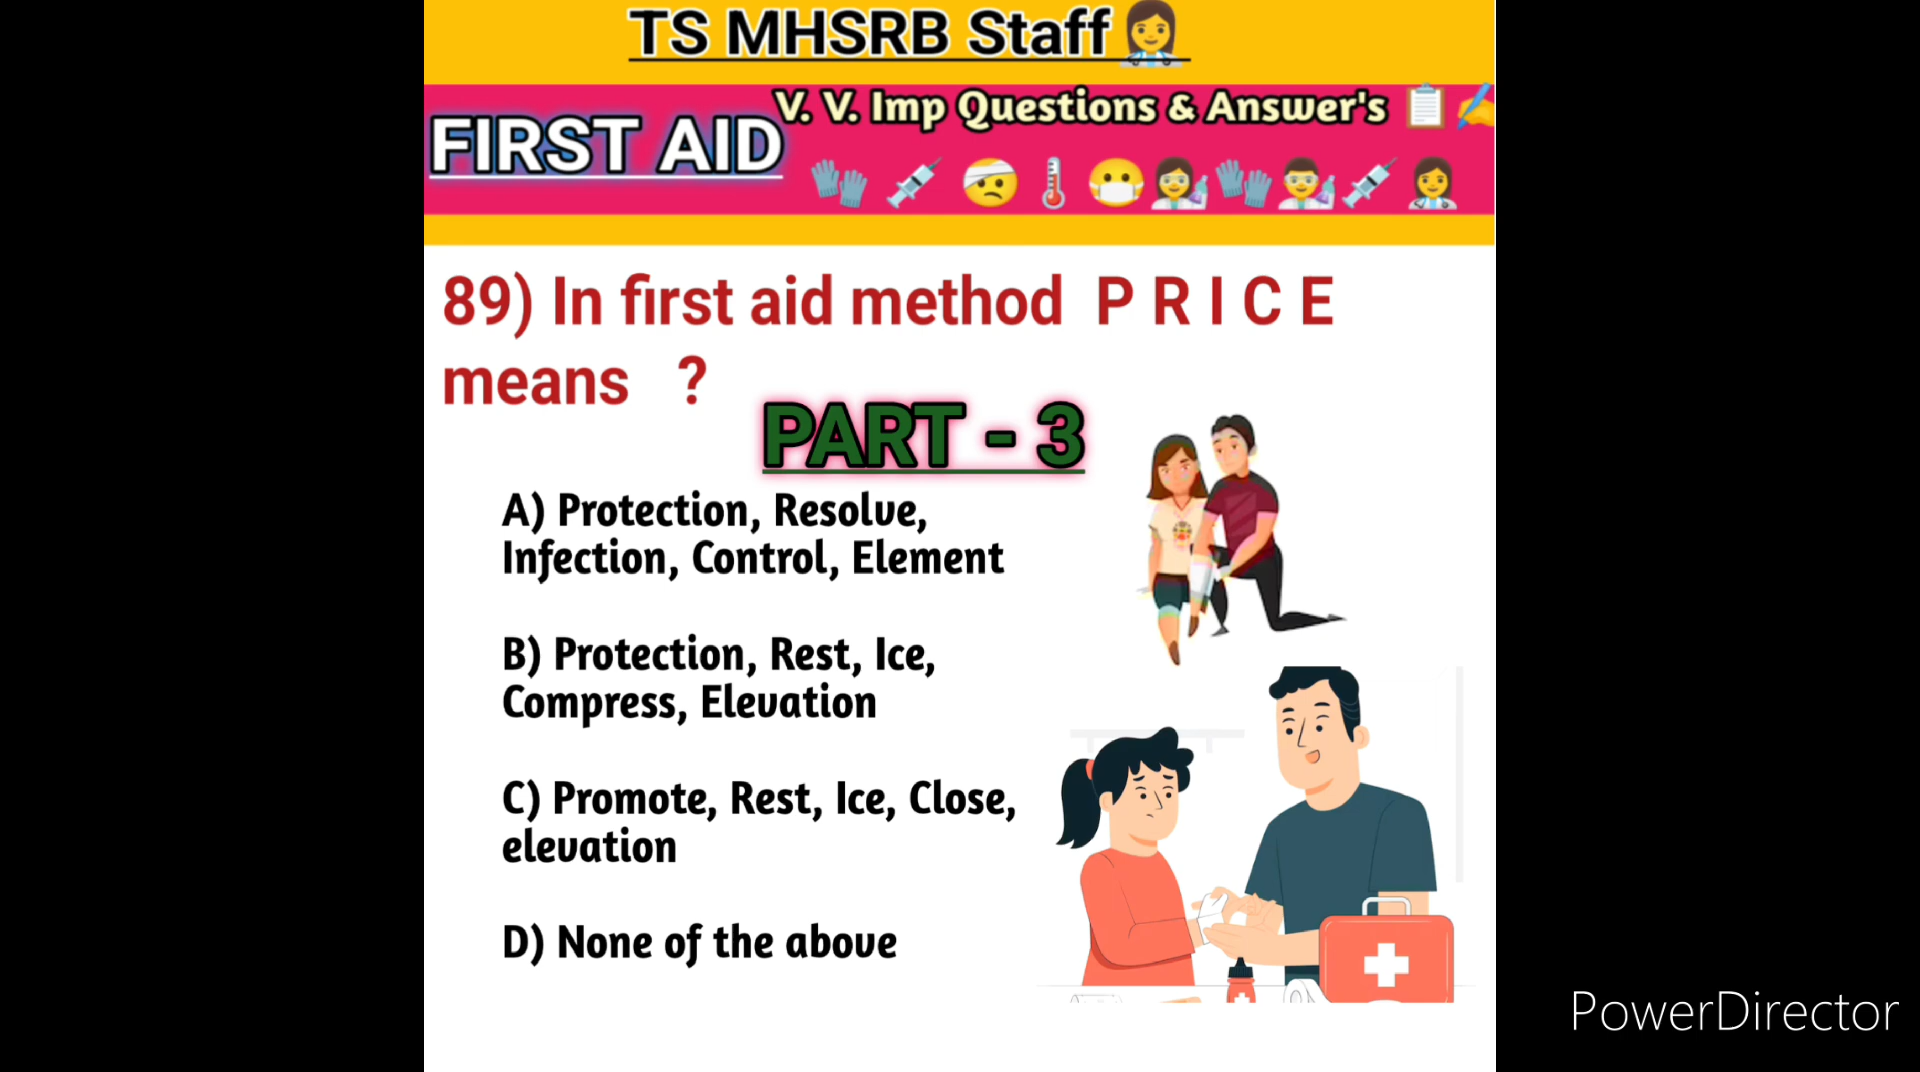 TS MHSRB Staff
V. V. Imp Questions & Answer's
FIRST AID
89) In first aid method P R I C E
means ?
PART - 3
A) Protection, Resolve,
Infection, Control, Element
B) Protection, Rest, Ice,
Compress, Elevation
C) Promote, Rest, Ice, Close,
elevation
D) None of the above
PowerDirector